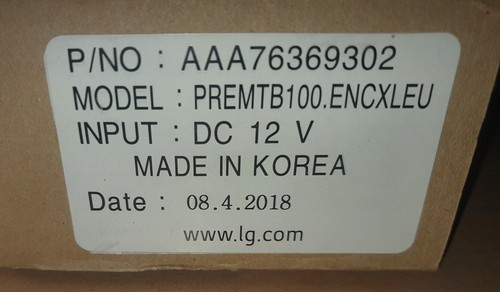 P/NO : AAA76369302
MODEL : PREMTB100.ENCXLEU
INPUT : DC 12 V
MADE IN KOREA
Date : 08.4.2018
www.lg.com